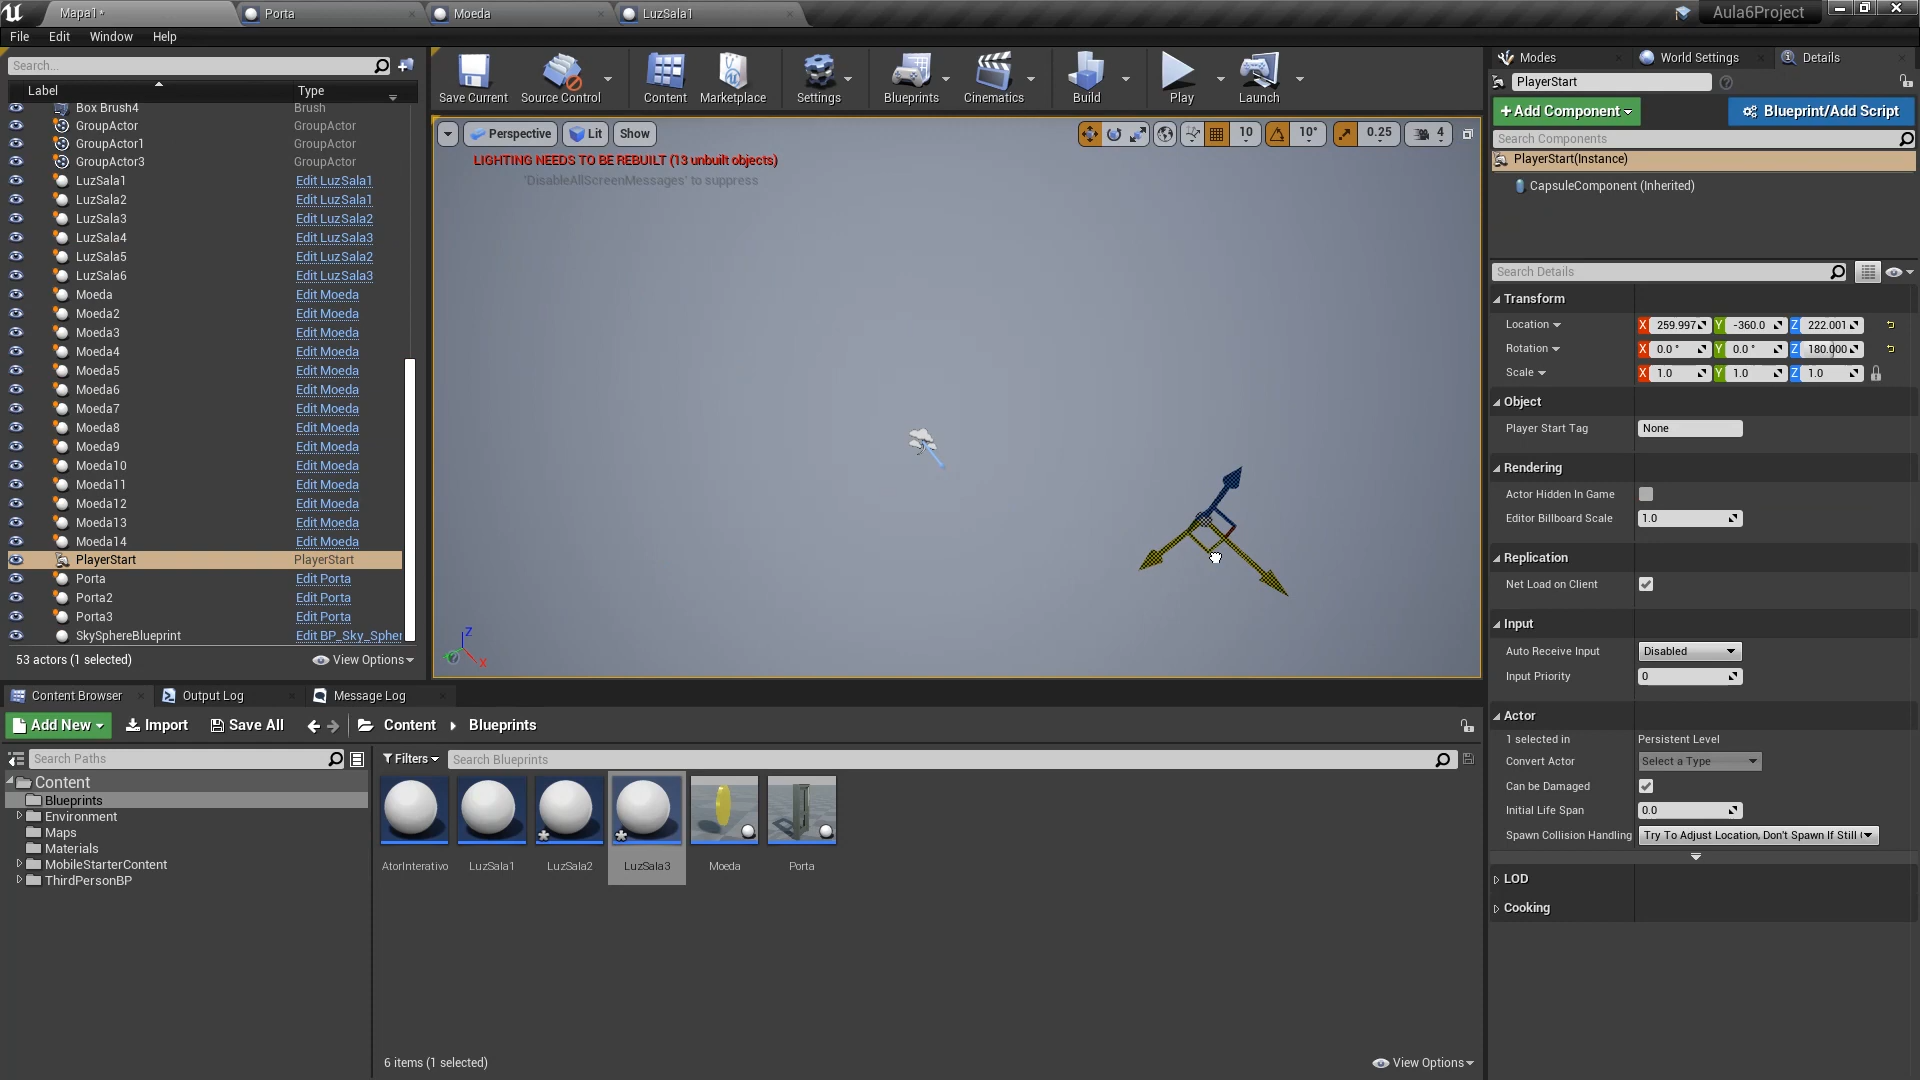 Mapa1*
Porta
Moeda
LuzSala1
Aula6Project
File Edit Window Help
Search...
Label Type
Box Brush4 Brush
GroupActor GroupActor
GroupActor1 GroupActor
GroupActor3 GroupActor
LuzSala1 Edit LuzSala1
LuzSala2 Edit LuzSala1
LuzSala3 Edit LuzSala2
LuzSala4 Edit LuzSala3
LuzSala5 Edit LuzSala2
LuzSala6 Edit LuzSala3
Moeda Edit Moeda
Moeda2 Edit Moeda
Moeda3 Edit Moeda
Moeda4 Edit Moeda
Moeda5 Edit Moeda
Moeda6 Edit Moeda
Moeda7 Edit Moeda
Moeda8 Edit Moeda
Moeda9 Edit Moeda
Moeda10 Edit Moeda
Moeda11 Edit Moeda
Moeda12 Edit Moeda
Moeda13 Edit Moeda
Moeda14 Edit Moeda
PlayerStart PlayerStart
Porta Edit Porta
Porta2 Edit Porta
Porta3 Edit Porta
SkySphereBlueprint Edit BP_Sky_Spher
53 actors (1 selected) View Options
Save Current Source Control Content Marketplace Settings Blueprints Cinematics Build Play Launch
Perspective Lit Show
10 10° 0.25 4
LIGHTING NEEDS TO BE REBUILT (13 unbuilt objects)
'DisableAllScreenMessages' to suppress
Z
X
Content Browser Output Log Message Log
Add New Import Save All Content Blueprints
Search Paths
Content
Blueprints
Environment
Maps
Materials
MobileStarterContent
ThirdPersonBP
Filters Search Blueprints
AtorInterativo LuzSala1 LuzSala2 LuzSala3 Moeda Porta
6 items (1 selected) View Options
Modes World Settings Details
PlayerStart
+Add Component Blueprint/Add Script
Search Components
PlayerStart(Instance)
CapsuleComponent (Inherited)
Search Details
Transform
Location X 259.997 Y -360.0 Z 222.001
Rotation X 0.0 ° Y 0.0 ° Z 180.000
Scale X 1.0 Y 1.0 Z 1.0
Object
Player Start Tag None
Rendering
Actor Hidden In Game
Editor Billboard Scale 1.0
Replication
Net Load on Client
Input
Auto Receive Input Disabled
Input Priority 0
Actor
1 selected in Persistent Level
Convert Actor Select a Type
Can be Damaged
Initial Life Span 0.0
Spawn Collision Handling Try To Adjust Location, Don't Spawn If Still (
LOD
Cooking